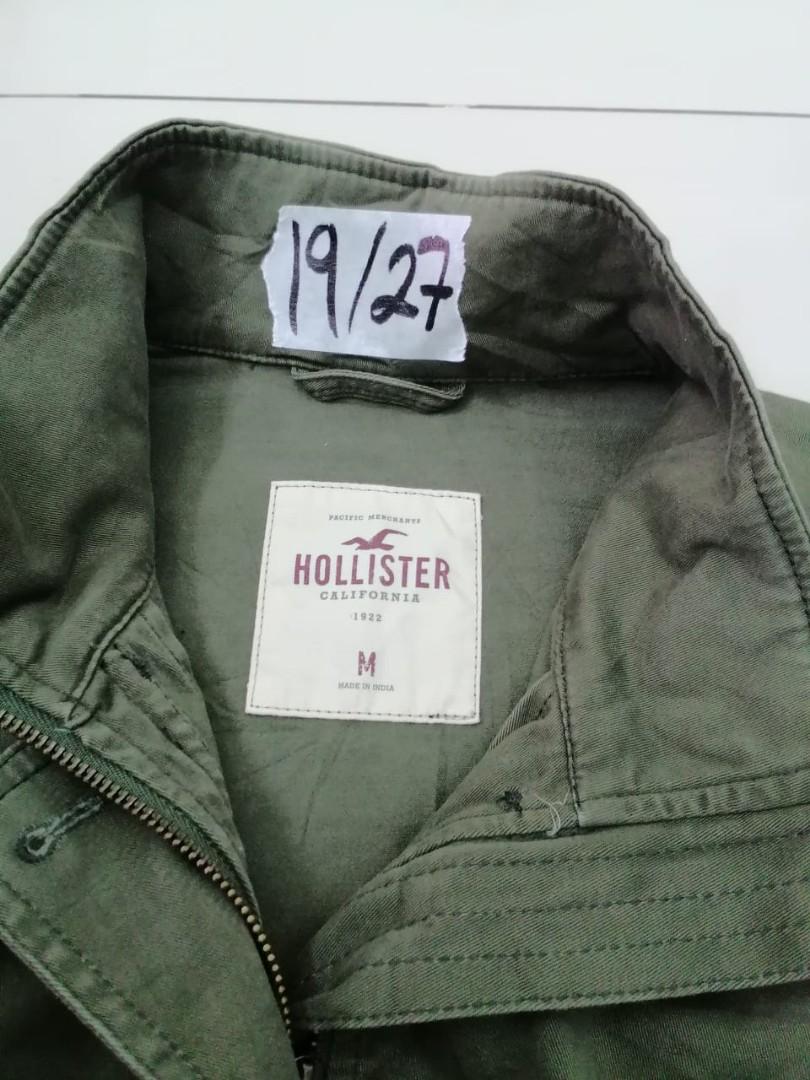 19/27
PACIFIC MERCHANTS
HOLLISTER
CALIFORNIA
1922
M
MADE IN INDIA